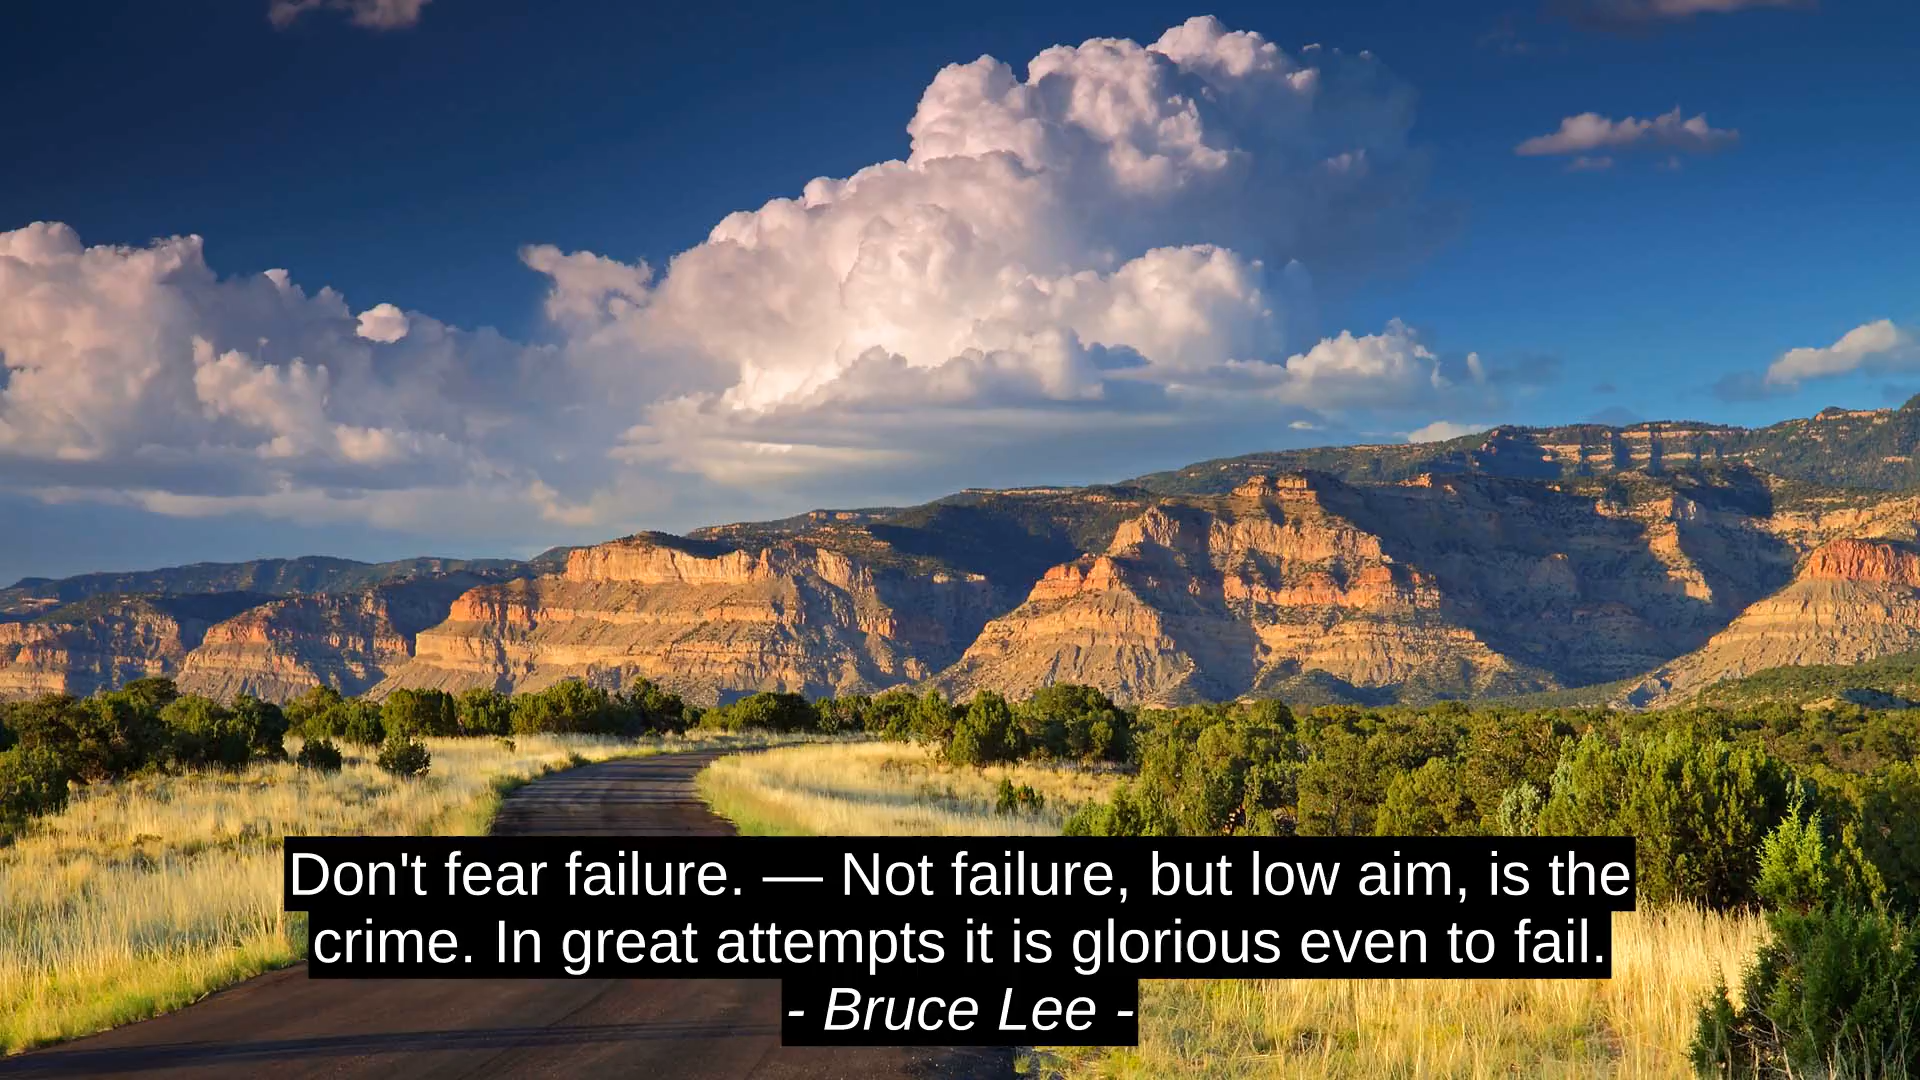 Don't fear failure. — Not failure, but low aim, is the
crime. In great attempts it is glorious even to fail.
- Bruce Lee -